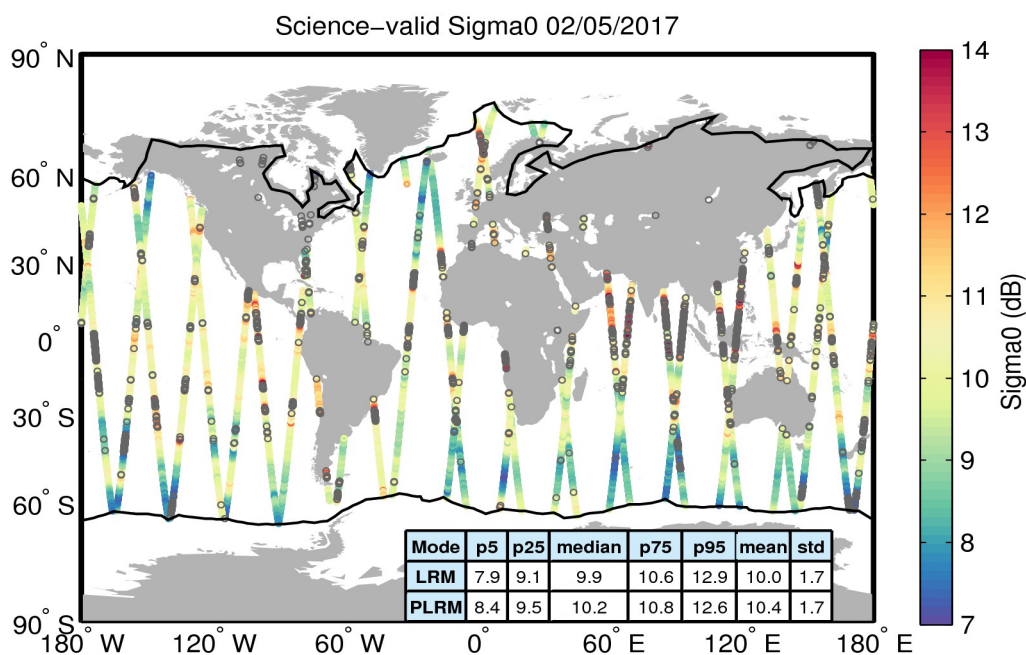 Science−valid Sigma0 02/05/2017
90° N
60° N
30° N
0°
30° S
60° S
90° S
180° W
120° W
60° W
0°
60° E
120° E
180° E
Mode p5 p25 median p75 p95 mean std
LRM 7.9 9.1 9.9 10.6 12.9 10.0 1.7
PLRM 8.4 9.5 10.2 10.8 12.6 10.4 1.7
14
13
12
11
10
9
8
7
Sigma0 (dB)